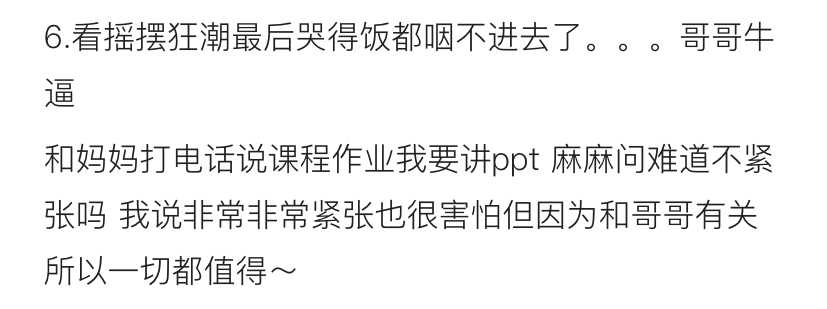 6.看摇摆狂潮最后哭得饭都咽不进去了。。。哥哥牛
逼
和妈妈打电话说课程作业我要讲ppt 麻麻问难道不紧
张吗 我说非常非常紧张也很害怕但因为和哥哥有关
所以一切都值得～